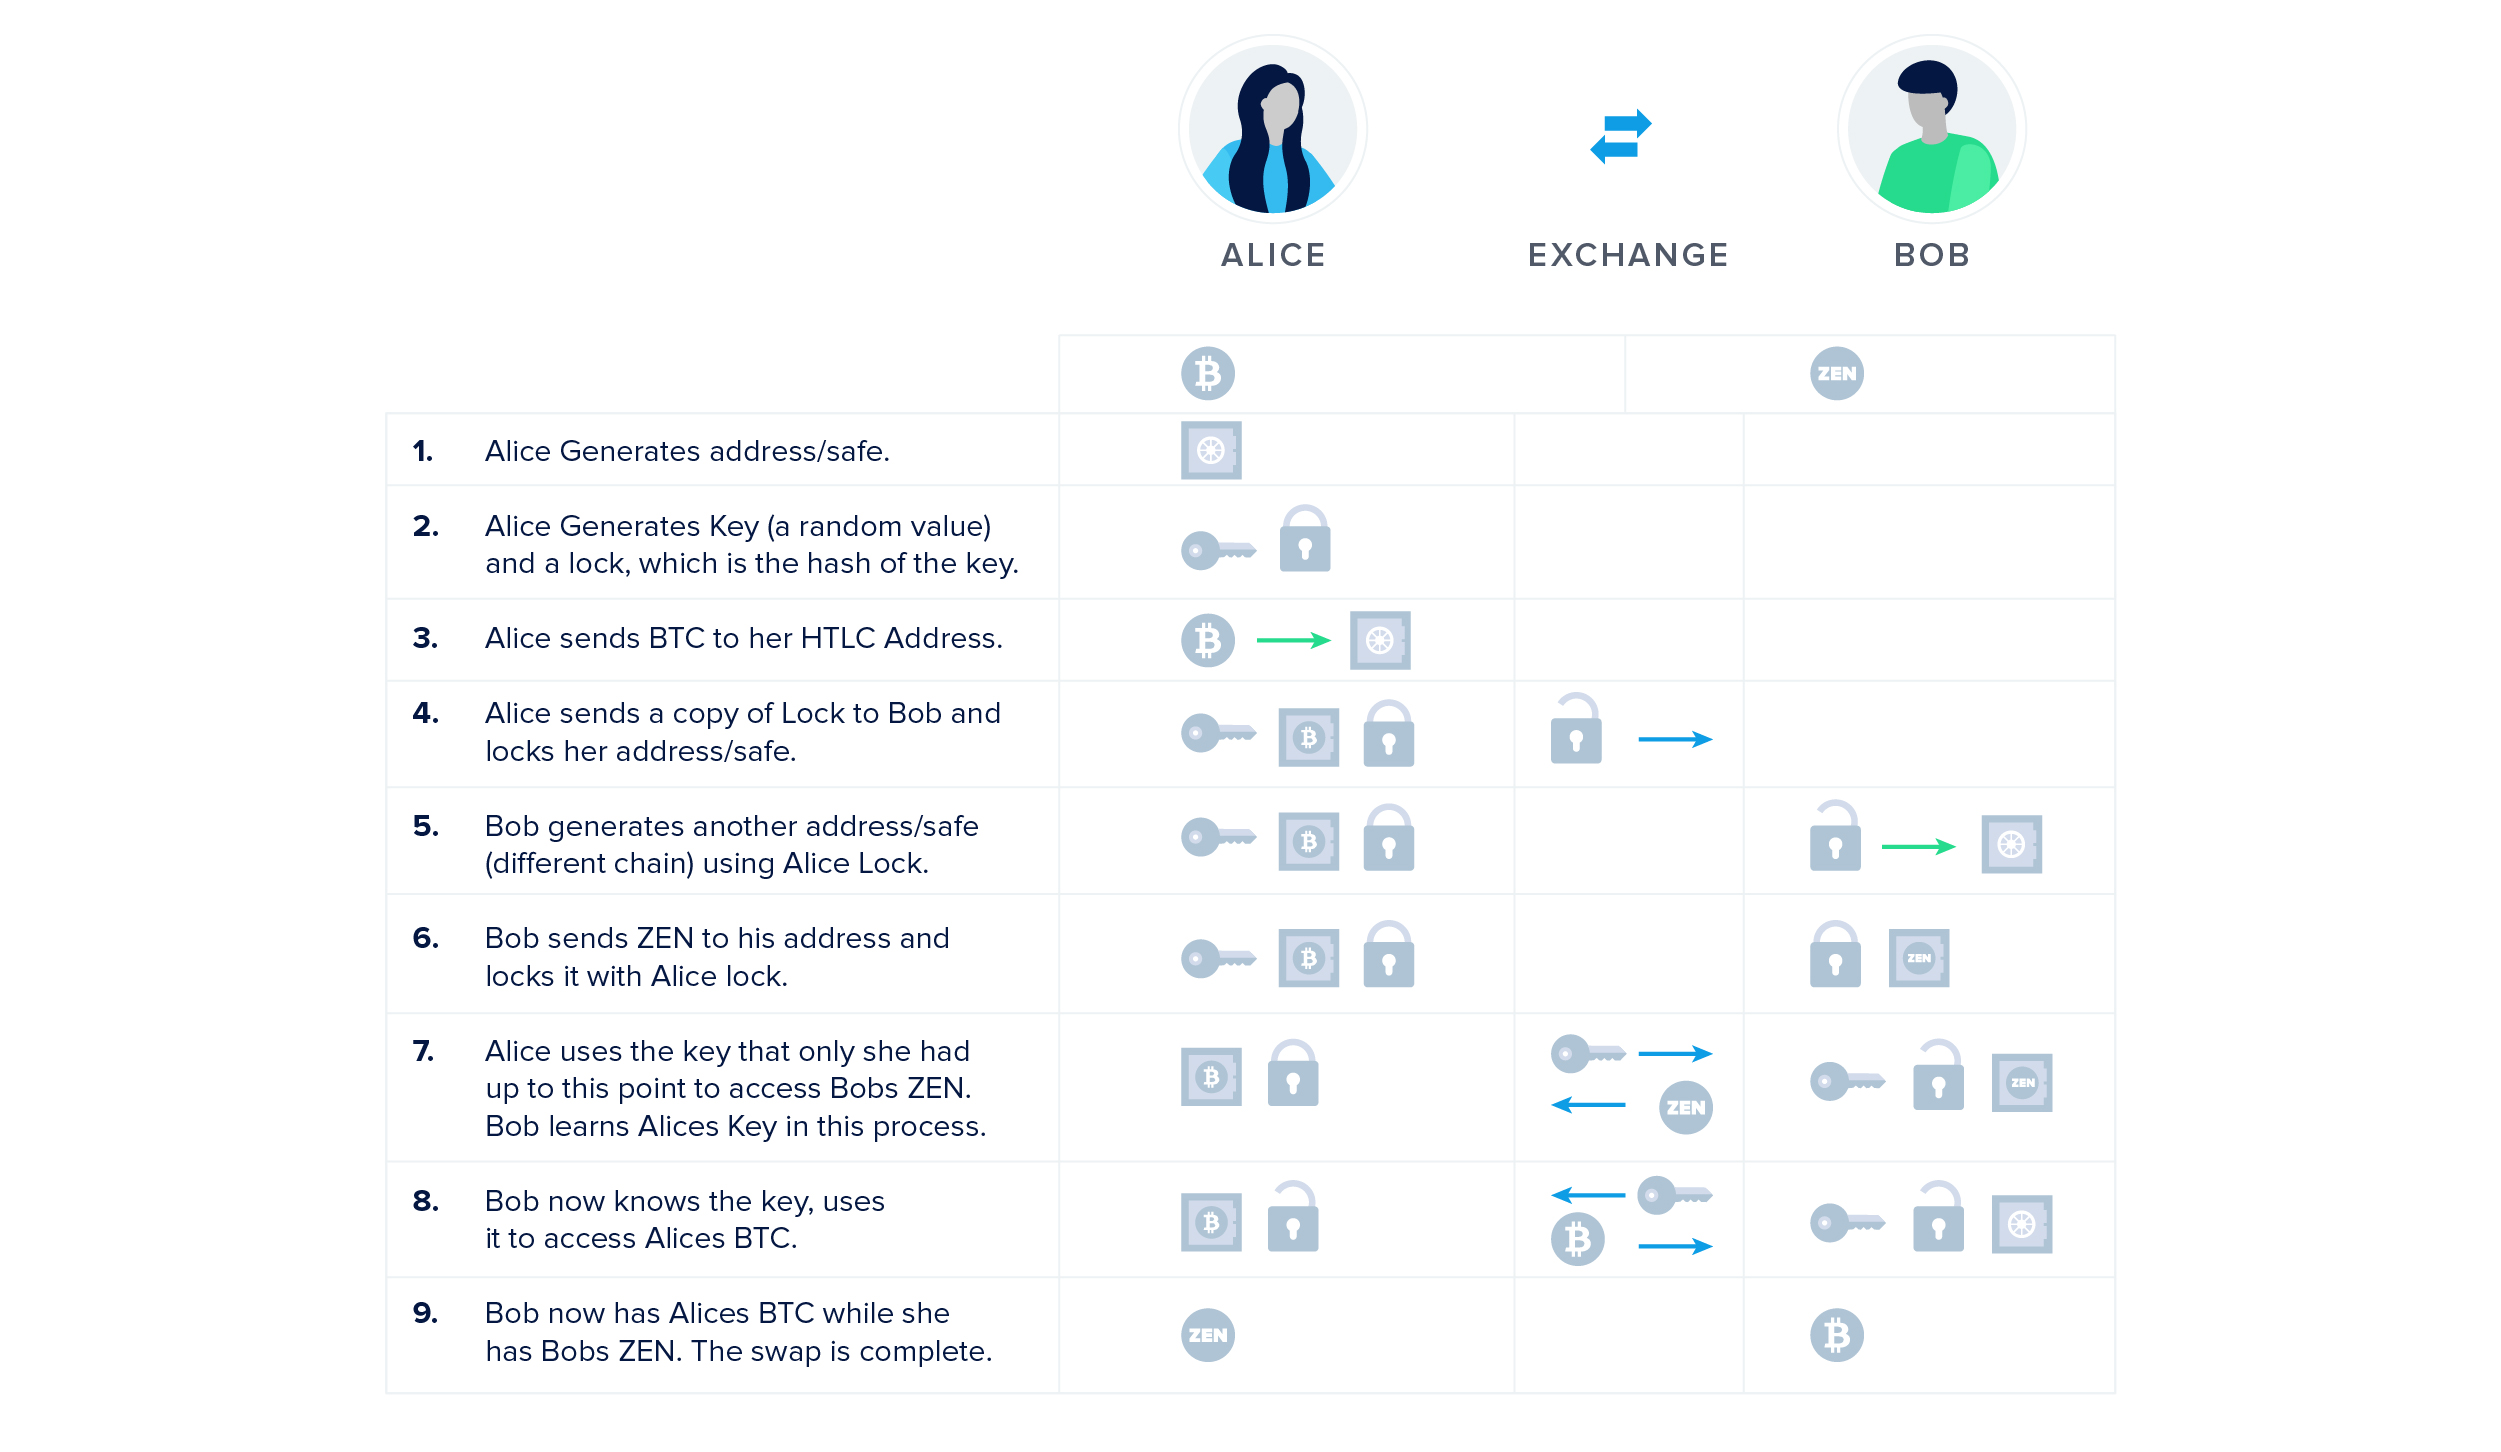 ALICE
EXCHANGE
BOB
ZEN
1. Alice Generates address/safe.
2. Alice Generates Key (a random value)
and a lock, which is the hash of the key.
3. Alice sends BTC to her HTLC Address.
4. Alice sends a copy of Lock to Bob and
locks her address/safe.
5. Bob generates another address/safe
(different chain) using Alice Lock.
6. Bob sends ZEN to his address and
locks it with Alice lock.
ZEN
7. Alice uses the key that only she had
up to this point to access Bobs ZEN.
Bob learns Alices Key in this process.
ZEN
ZEN
8. Bob now knows the key, uses
it to access Alices BTC.
9. Bob now has Alices BTC while she
has Bobs ZEN. The swap is complete.
ZEN